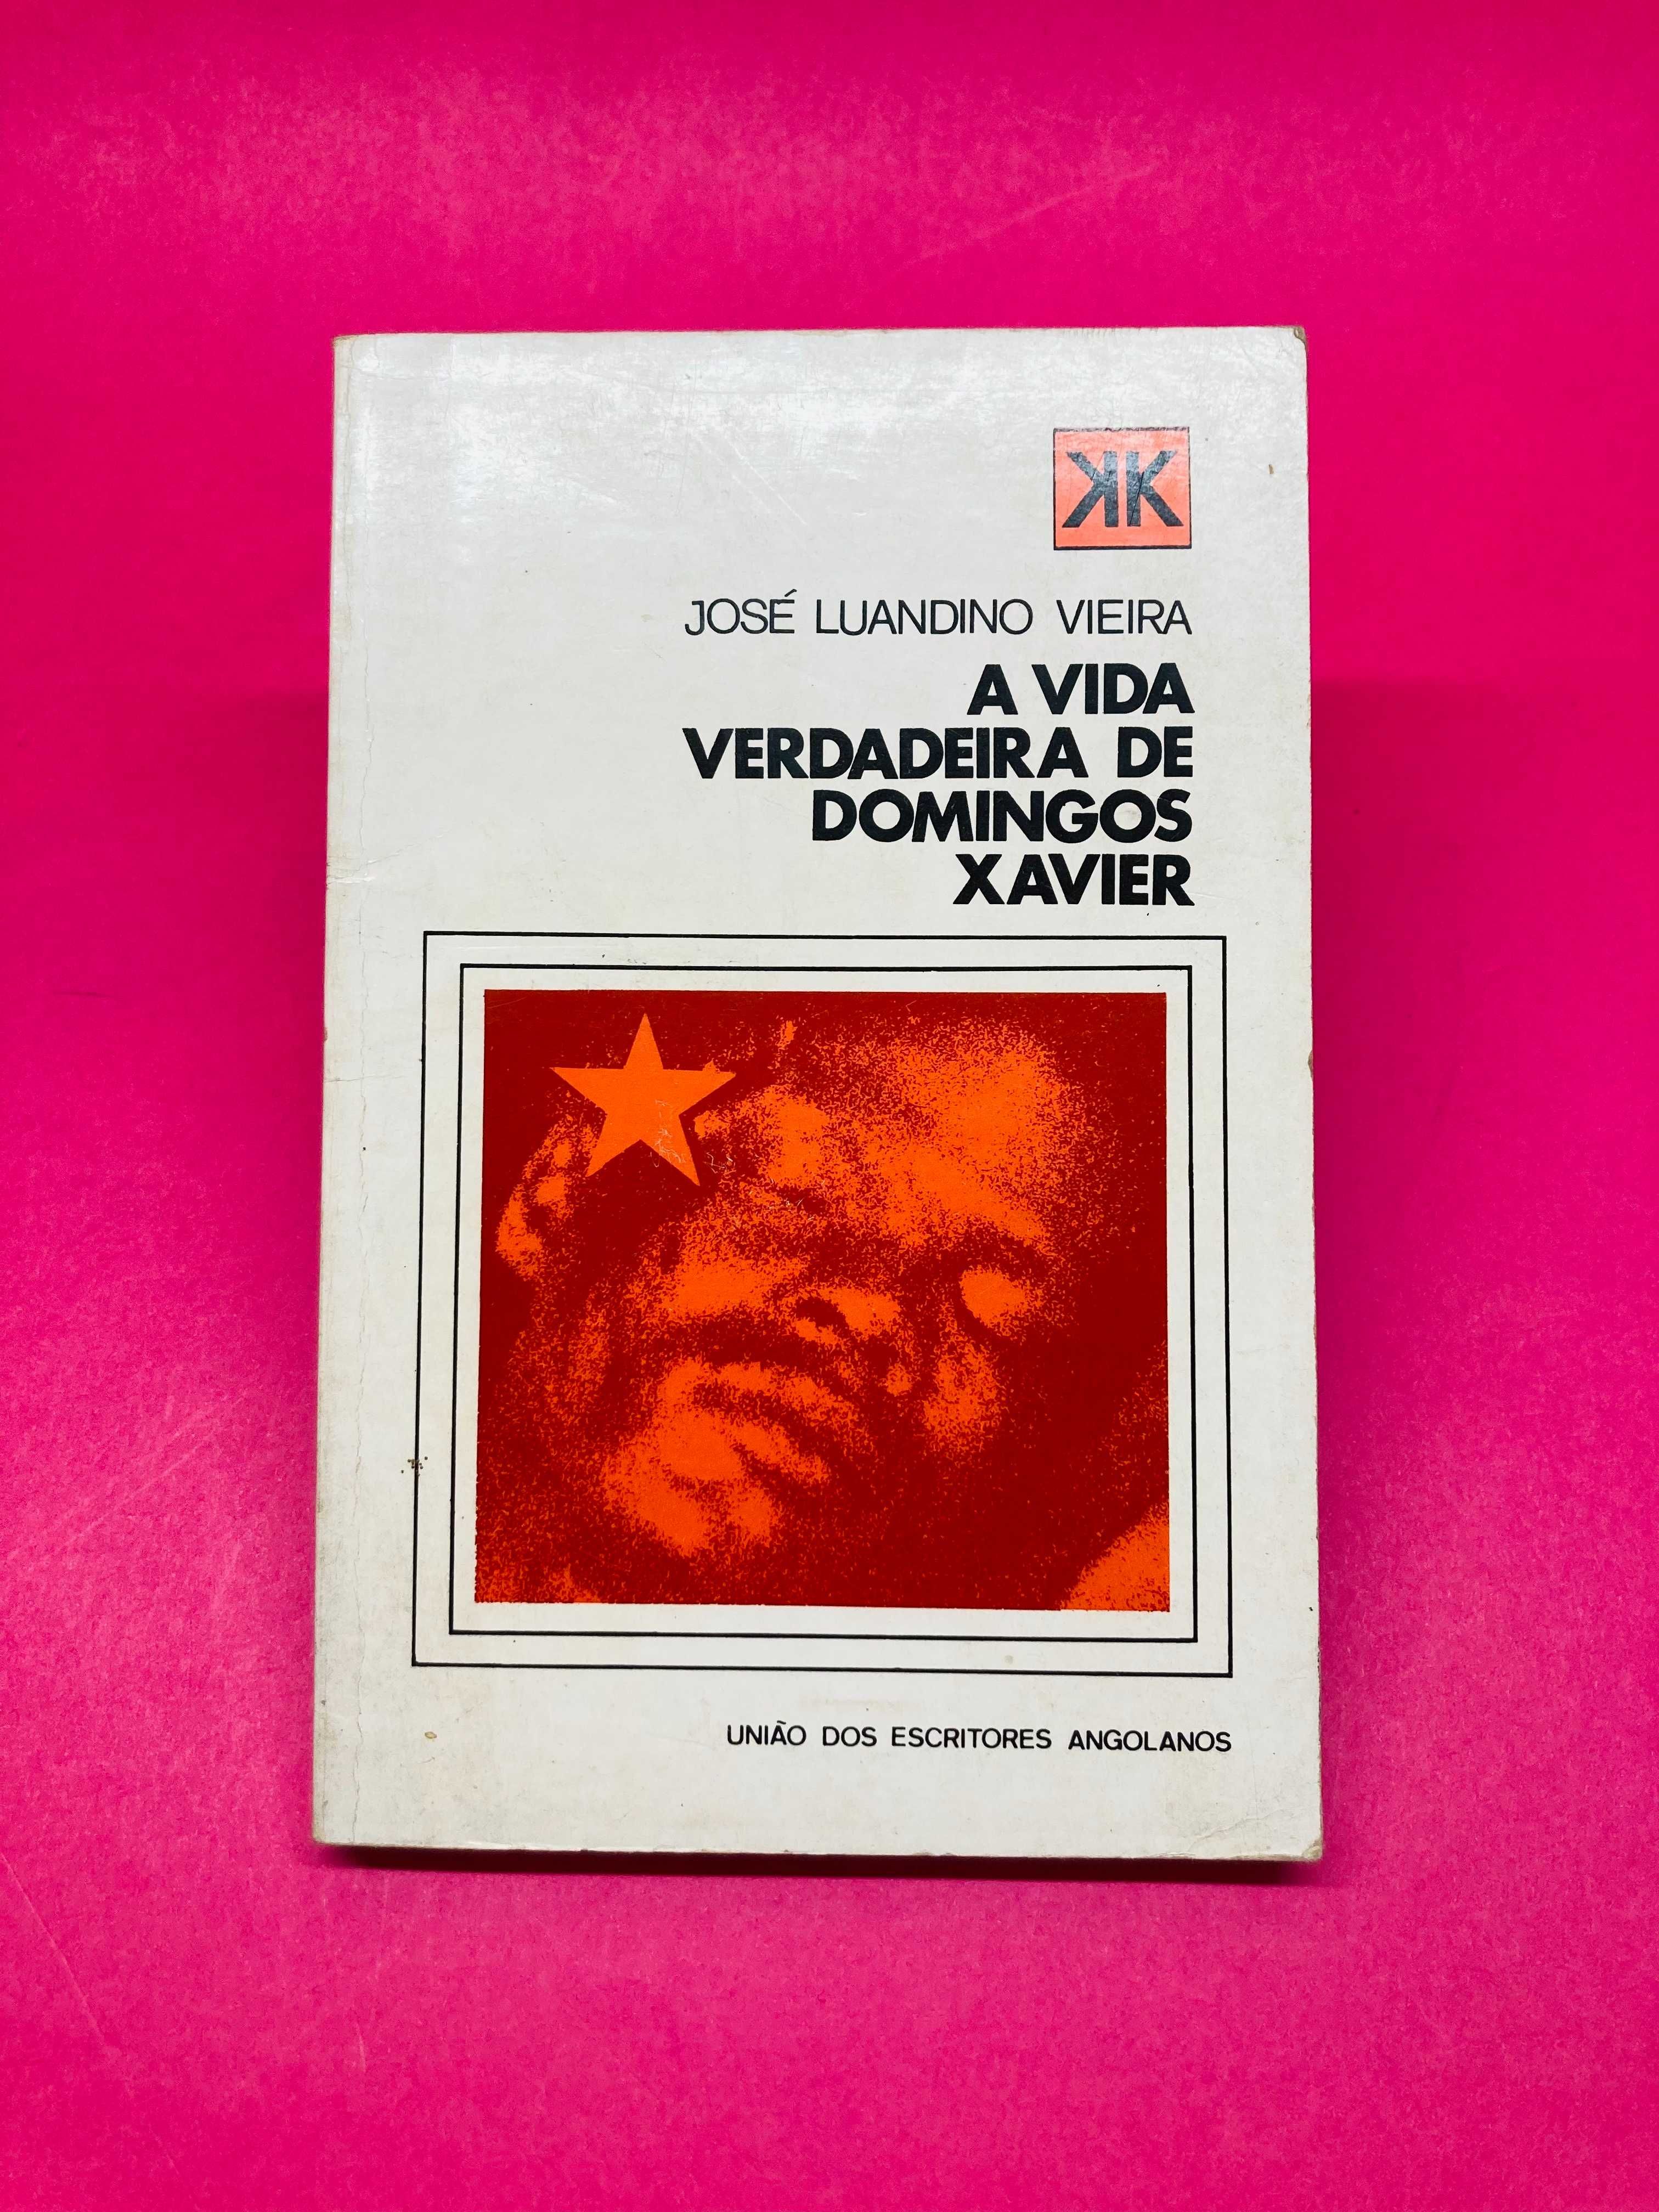 KK
JOSÉ LUANDINO VIEIRA
A VIDA
VERDADEIRA DE
DOMINGOS
XAVIER
UNIÃO DOS ESCRITORES ANGOLANOS